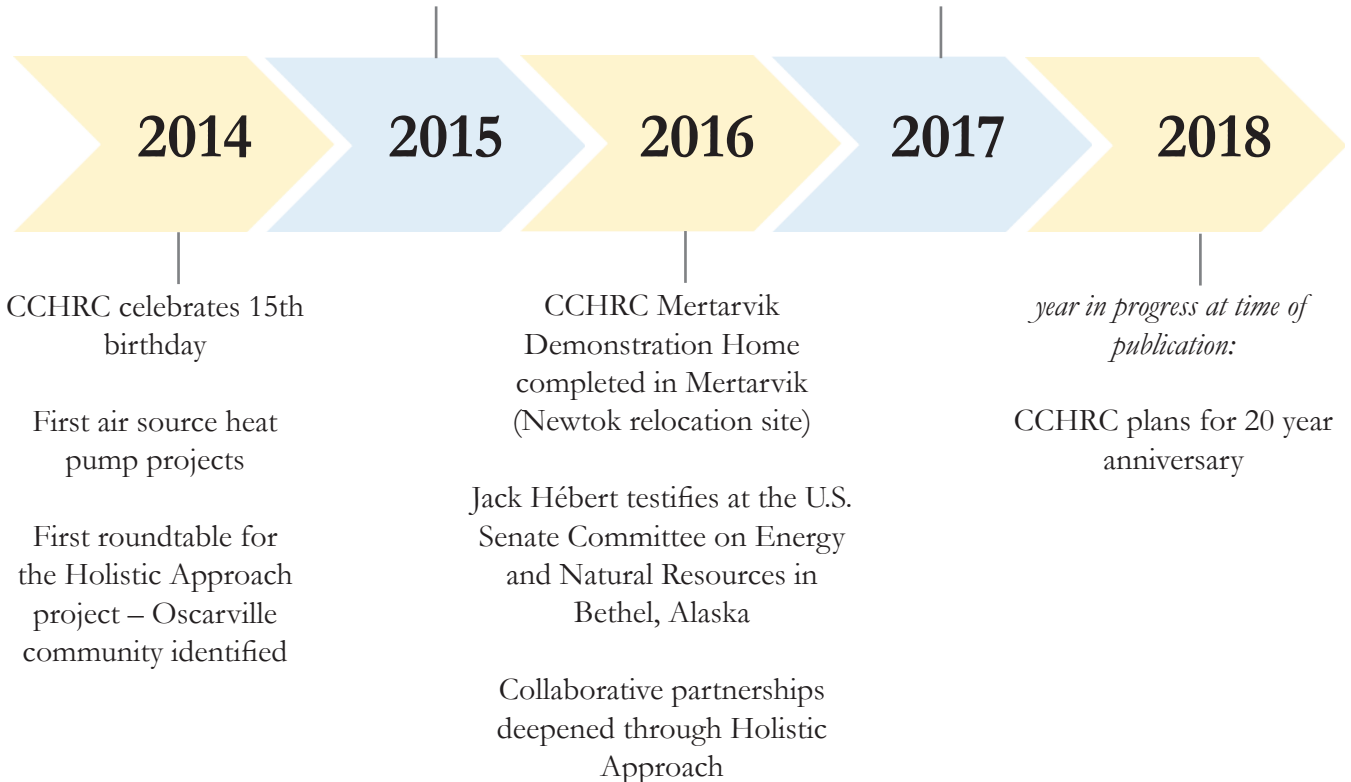 2014
2015
2016
2017
2018
CCHRC celebrates 15th
birthday
First air source heat
pump projects
First roundtable for
the Holistic Approach
project – Oscarville
community identified
CCHRC Mertarvik
Demonstration Home
completed in Mertarvik
(Newtok relocation site)
Jack Hébert testifies at the U.S.
Senate Committee on Energy
and Natural Resources in
Bethel, Alaska
Collaborative partnerships
deepened through Holistic
Approach
year in progress at time of
publication:
CCHRC plans for 20 year
anniversary